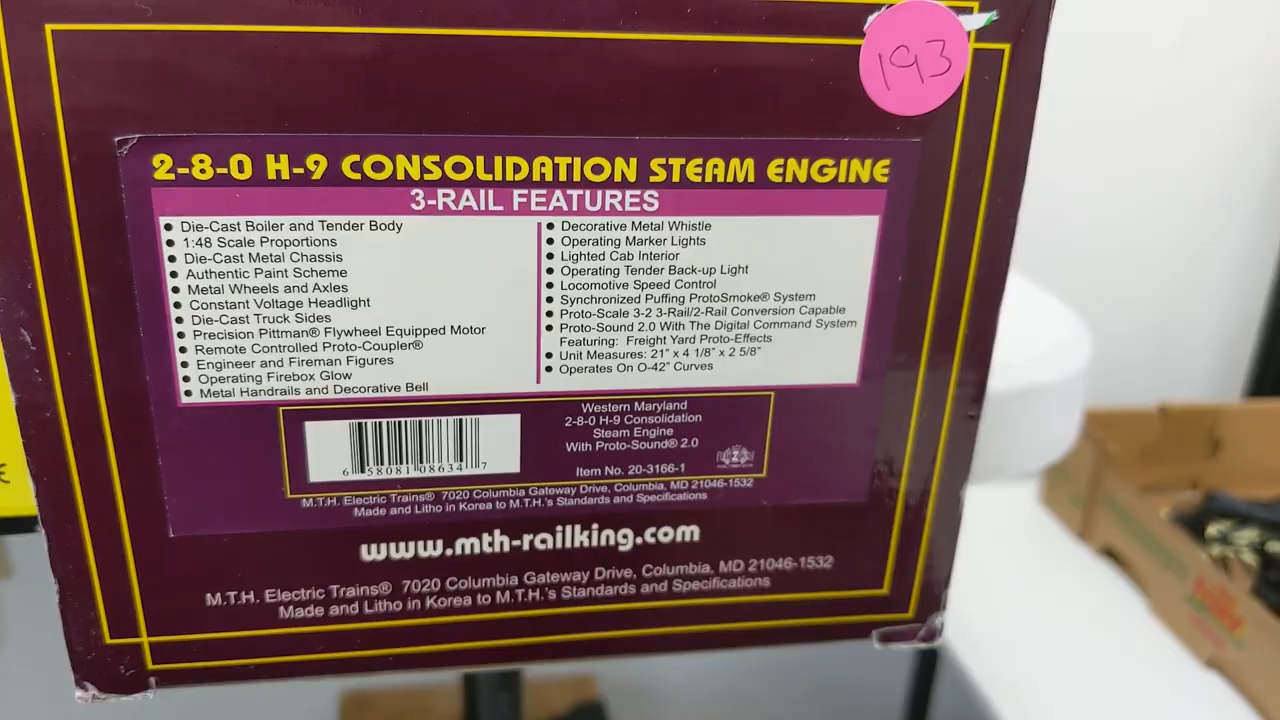 193
2-8-0 H-9 CONSOLIDATION STEAM ENGINE
3-RAIL FEATURES
• Die-Cast Boiler and Tender Body
• 1:48 Scale Proportions
• Die-Cast Metal Chassis
• Authentic Paint Scheme
• Metal Wheels and Axles
• Constant Voltage Headlight
• Die-Cast Truck Sides
• Precision Pittman® Flywheel Equipped Motor
• Remote Controlled Proto-Coupler®
• Engineer and Fireman Figures
• Operating Firebox Glow
• Metal Handrails and Decorative Bell
• Decorative Metal Whistle
• Operating Marker Lights
• Lighted Cab Interior
• Operating Tender Back-up Light
• Locomotive Speed Control
• Synchronized Puffing ProtoSmoke® System
• Proto-Scale 3-2 3-Rail/2-Rail Conversion Capable
• Proto-Sound 2.0 With The Digital Command System
Featuring: Freight Yard Proto-Effects
• Unit Measures: 21” x 4 1/8” x 2 5/8”
• Operates On O-42” Curves
6 58081 08634 7
Western Maryland
2-8-0 H-9 Consolidation
Steam Engine
With Proto-Sound® 2.0
Item No. 20-3166-1
M.T.H. Electric Trains® 7020 Columbia Gateway Drive, Columbia, MD 21046-1532
Made and Litho in Korea to M.T.H.'s Standards and Specifications
www.mth-railking.com
M.T.H. Electric Trains® 7020 Columbia Gateway Drive, Columbia, MD 21046-1532
Made and Litho in Korea to M.T.H.'s Standards and Specifications